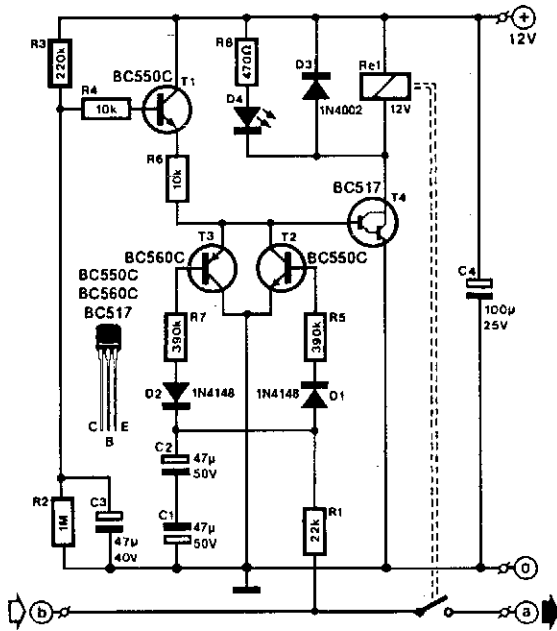 +
12V
R3
220k
R8
470Ω
D3
1N4002
Re1
12V
BC550C
T1
R4
10k
D4
R6
10k
BC517
T4
T3
T2
BC560C
BC550C
BC550C
BC560C
BC517
C4
100µ
25V
R7
390k
R5
390k
D2
1N4148
1N4148
D1
C
B
E
C2
47µ
50V
R2
1M
C3
47µ
40V
C1
47µ
50V
R1
22k
0
b
a